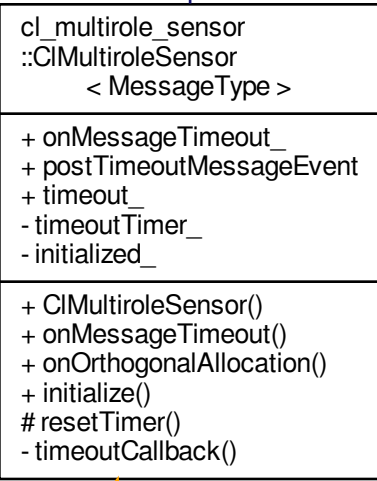 cl_multirole_sensor
::ClMultiroleSensor
< MessageType >
+ onMessageTimeout_
+ postTimeoutMessageEvent
+ timeout_
- timeoutTimer_
- initialized_
+ ClMultiroleSensor()
+ onMessageTimeout()
+ onOrthogonalAllocation()
+ initialize()
# resetTimer()
- timeoutCallback()